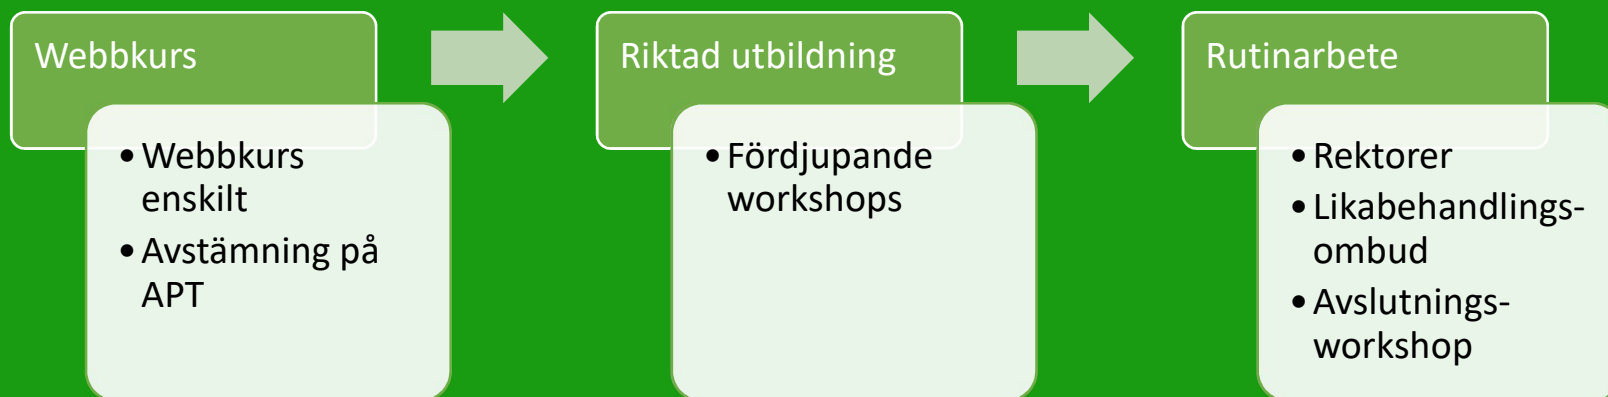 Webbkurs
• Webbkurs
enskilt
• Avstämning på
APT
Riktad utbildning
• Fördjupande
workshops
Rutinarbete
• Rektorer
• Likabehandlings-
ombud
• Avslutnings-
workshop